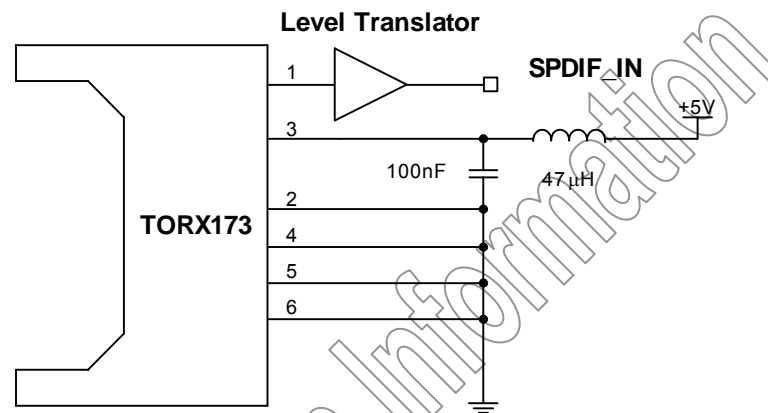 Level Translator
1
SPDIF_IN
+5V
3
100nF
47μH
2
TORX173
4
5
6
Information